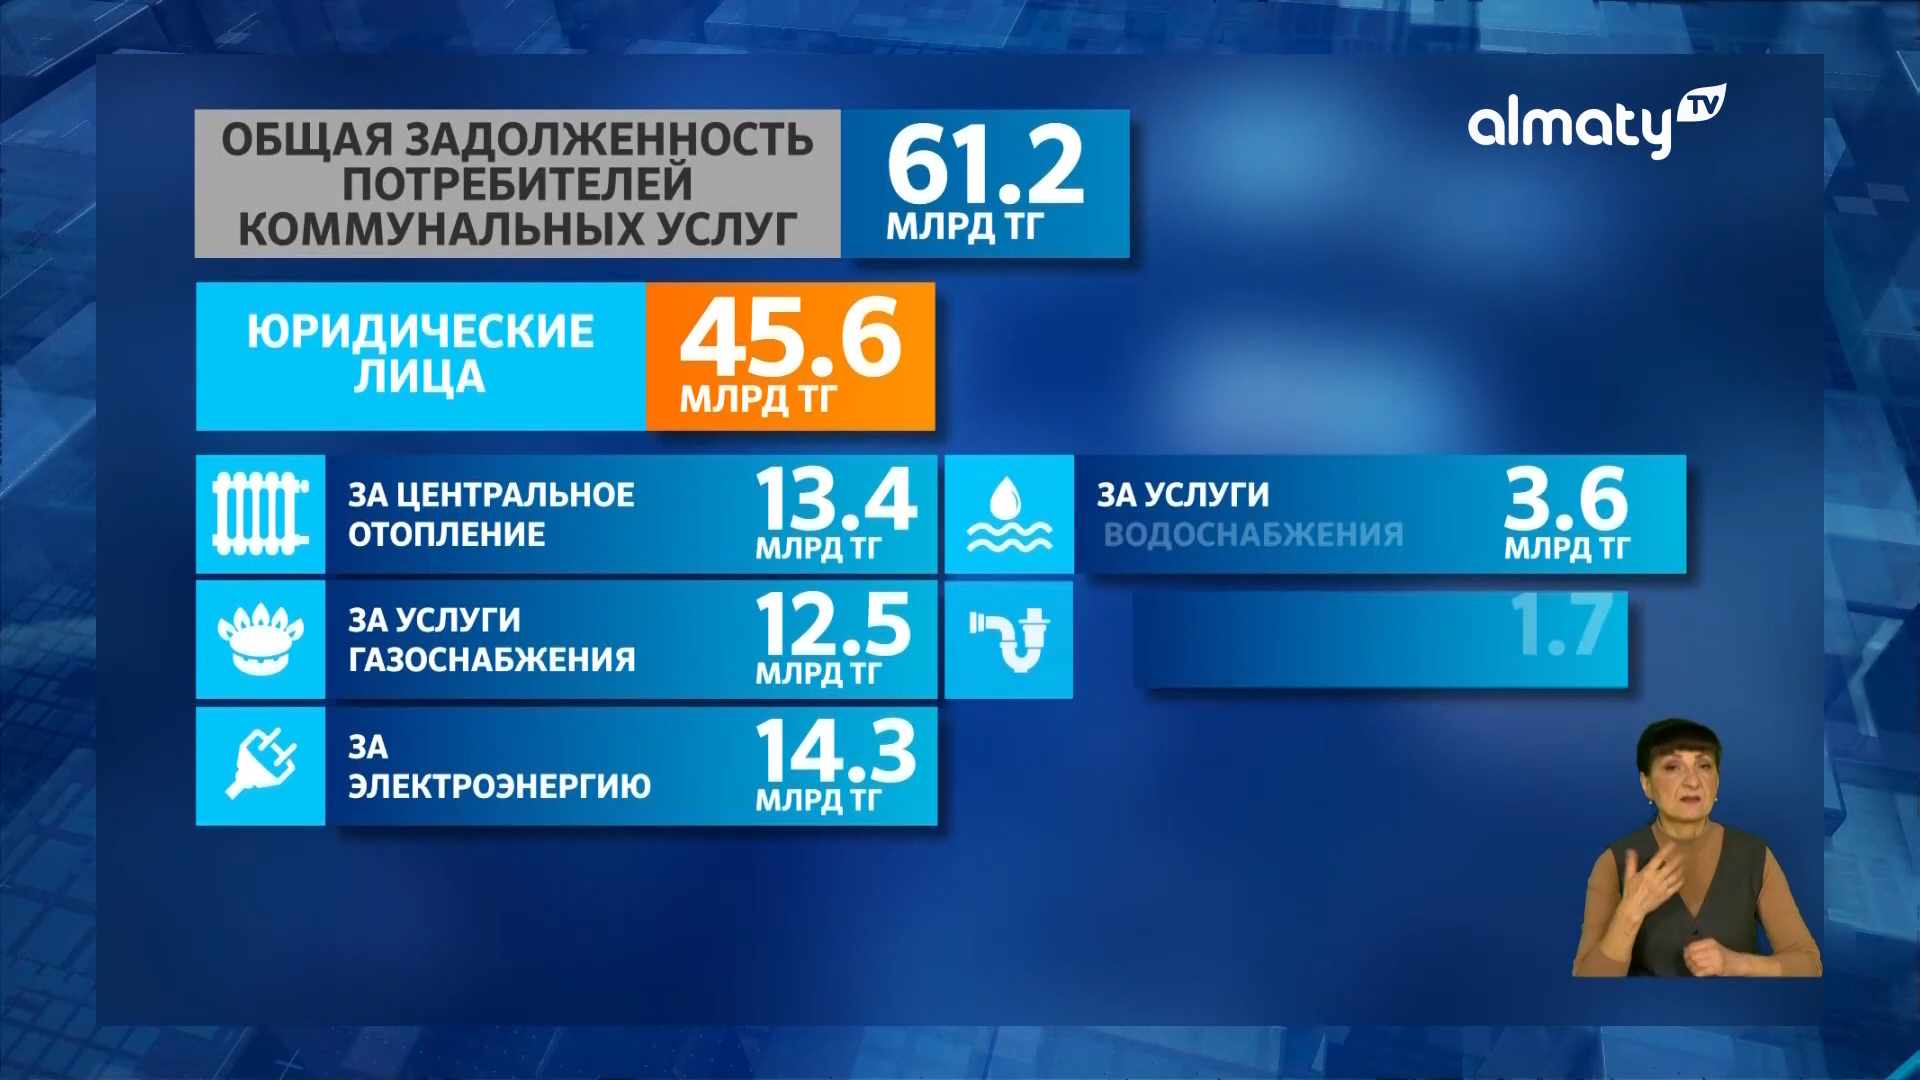 almaty TV
ОБЩАЯ ЗАДОЛЖЕННОСТЬ
ПОТРЕБИТЕЛЕЙ
КОММУНАЛЬНЫХ УСЛУГ
61.2
МЛРД ТГ
ЮРИДИЧЕСКИЕ
ЛИЦА
45.6
МЛРД ТГ
ЗА ЦЕНТРАЛЬНОЕ
ОТОПЛЕНИЕ
13.4
МЛРД ТГ
ЗА УСЛУГИ
ВОДОСНАБЖЕНИЯ
3.6
МЛРД ТГ
ЗА УСЛУГИ
ГАЗОСНАБЖЕНИЯ
12.5
МЛРД ТГ
1.7
ЗА
ЭЛЕКТРОЭНЕРГИЮ
14.3
МЛРД ТГ